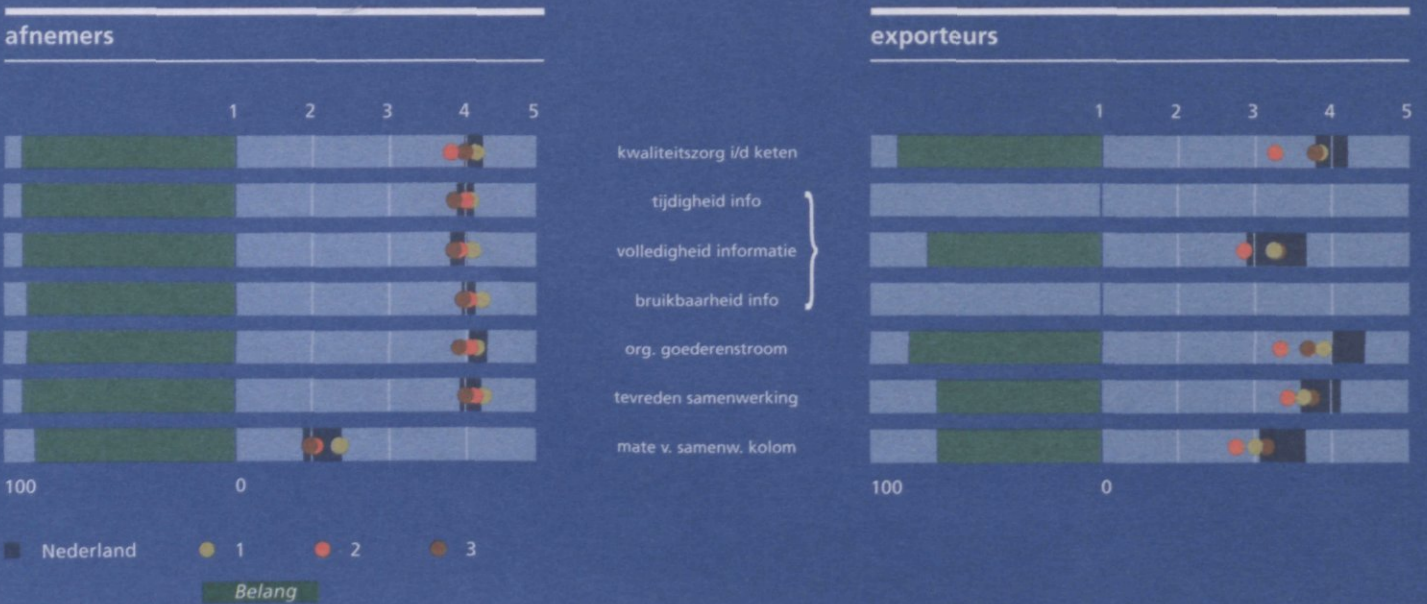 afnemers
exporteurs
1 2 3 4 5
1 2 3 4 5
kwaliteitszorg i/d keten
tijdigheid info
volledigheid informatie
bruikbaarheid info
org. goederenstroom
tevreden samenwerking
mate v. samenw. kolom
100 0
100 0
Nederland 1 2 3
Belang